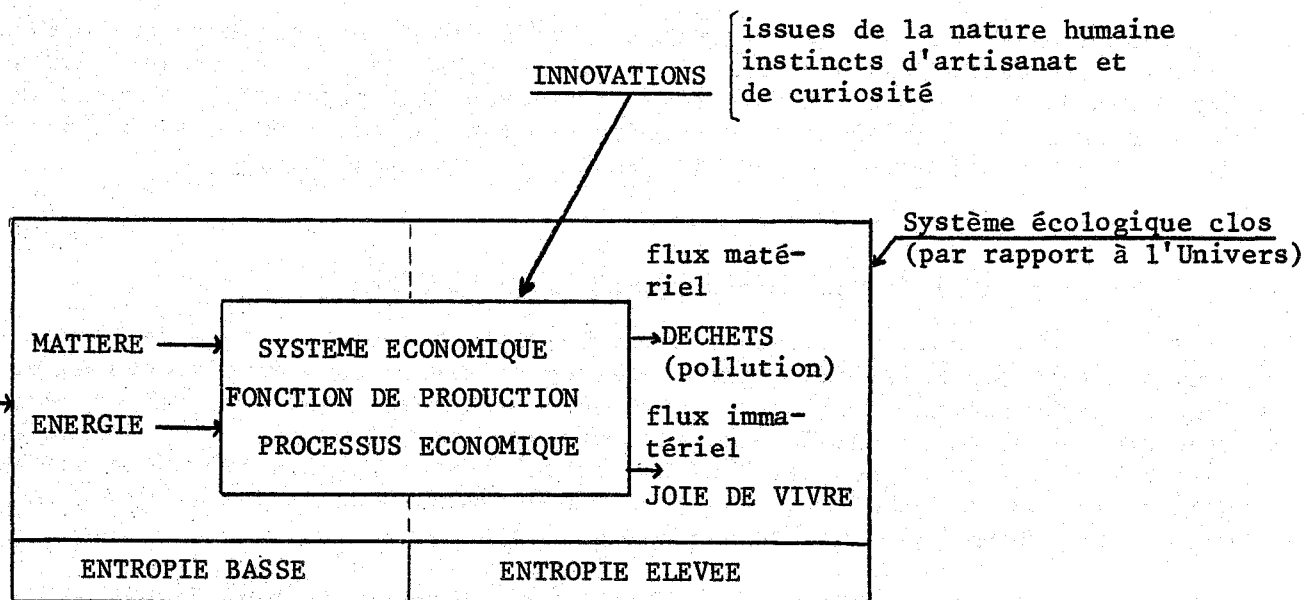 issues de la nature humaine
INNOVATIONS
instincts d'artisanat et
de curiosité
Système écologique clos
(par rapport à l'Univers)
flux maté-
riel
MATIERE
SYSTEME ECONOMIQUE
DECHETS
(pollution)
FONCTION DE PRODUCTION
ENERGIE
flux imma-
tériel
PROCESSUS ECONOMIQUE
JOIE DE VIVRE
ENTROPIE BASSE
ENTROPIE ELEVEE